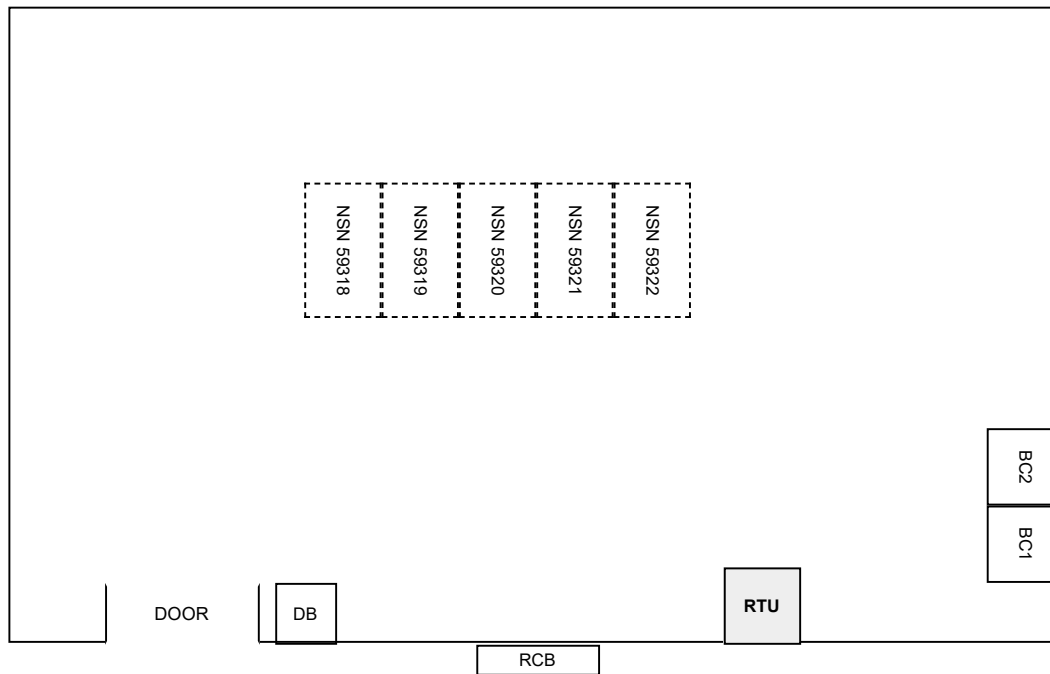 NSN 59318
NSN 59319
NSN 59320
NSN 59321
NSN 59322
BC2
BC1
DOOR
DB
RTU
RCB